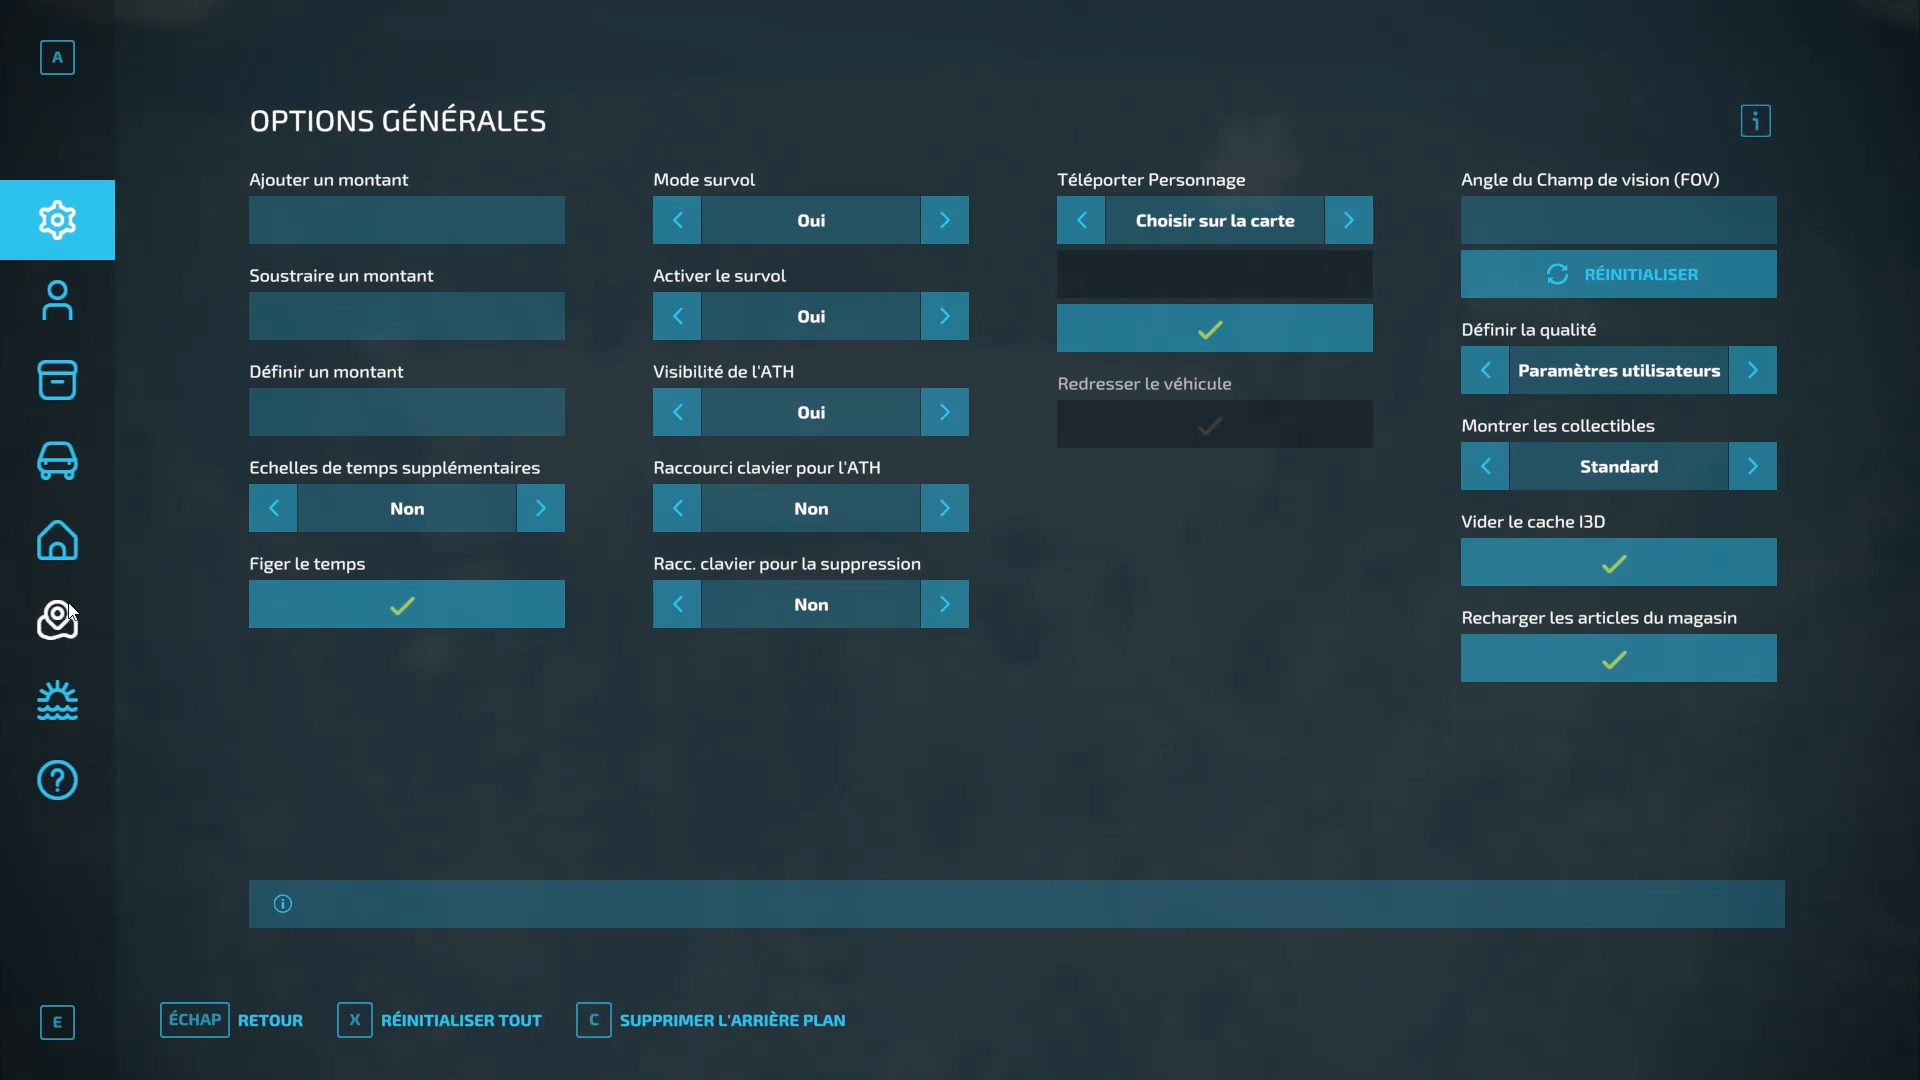 A
OPTIONS GÉNÉRALES
Ajouter un montant
Soustraire un montant
Définir un montant
Echelles de temps supplémentaires
Non
Figer le temps
Mode survol
Oui
Activer le survol
Oui
Visibilité de l'ATH
Oui
Raccourci clavier pour l'ATH
Non
Racc. clavier pour la suppression
Non
Téléporter Personnage
Choisir sur la carte
Redresser le véhicule
Angle du Champ de vision (FOV)
RÉINITIALISER
Définir la qualité
Paramètres utilisateurs
Montrer les collectibles
Standard
Vider le cache I3D
Recharger les articles du magasin
E
ÉCHAP RETOUR
X RÉINITIALISER TOUT
C SUPPRIMER L'ARRIÈRE PLAN